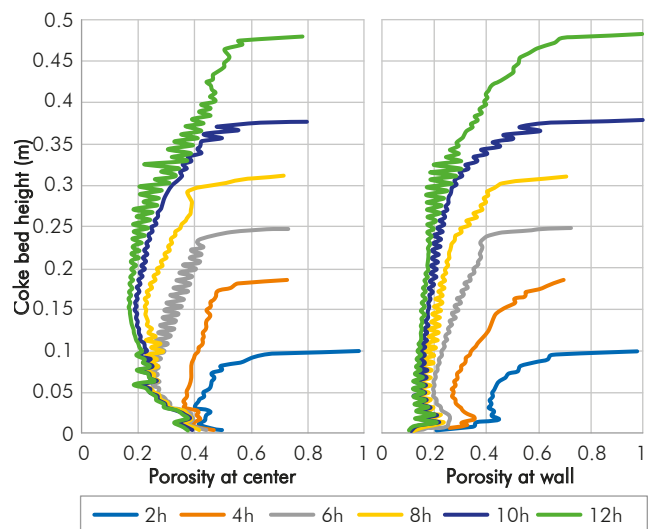 0.5
0.45
0.4
0.35
0.3
0.25
0.2
0.15
0.1
0.05
0
Coke bed height (m)
0 0.2 0.4 0.6 0.8 1
0 0.2 0.4 0.6 0.8 1
Porosity at center
Porosity at wall
2h 4h 6h 8h 10h 12h